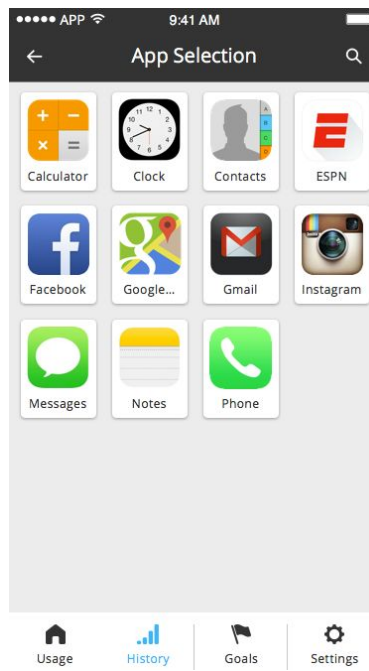 APP 9:41 AM
App Selection
Calculator Clock Contacts ESPN
Facebook Google... Gmail Instagram
Messages Notes Phone
Usage History Goals Settings